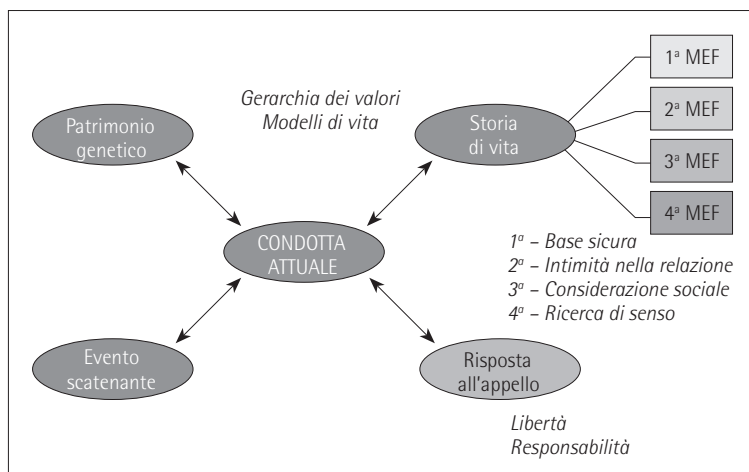 Gerarchia dei valori
Modelli di vita
Patrimonio
genetico
Storia
di vita
1ª MEF
2ª MEF
3ª MEF
4ª MEF
CONDOTTA
ATTUALE
1ª – Base sicura
2ª – Intimità nella relazione
3ª – Considerazione sociale
4ª – Ricerca di senso
Evento
scatenante
Risposta
all'appello
Libertà
Responsabilità